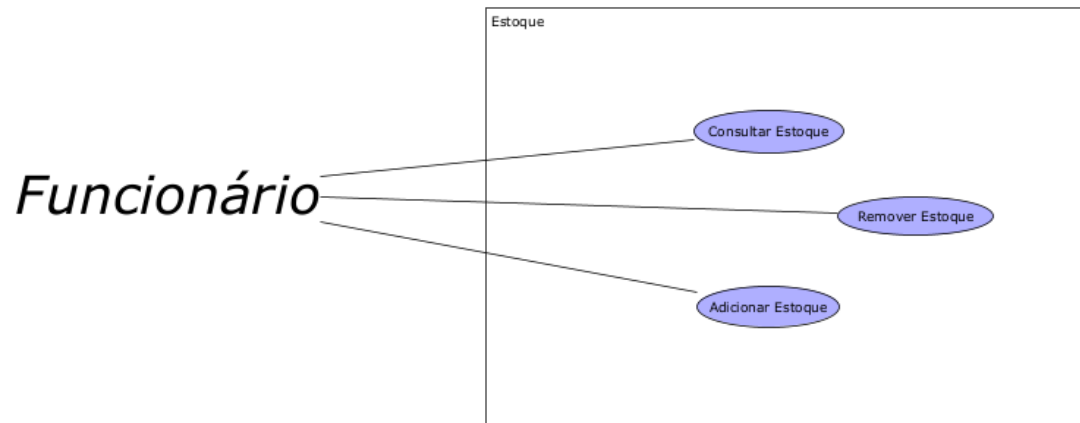 Estoque
Consultar Estoque
Funcionário
Remover Estoque
Adicionar Estoque